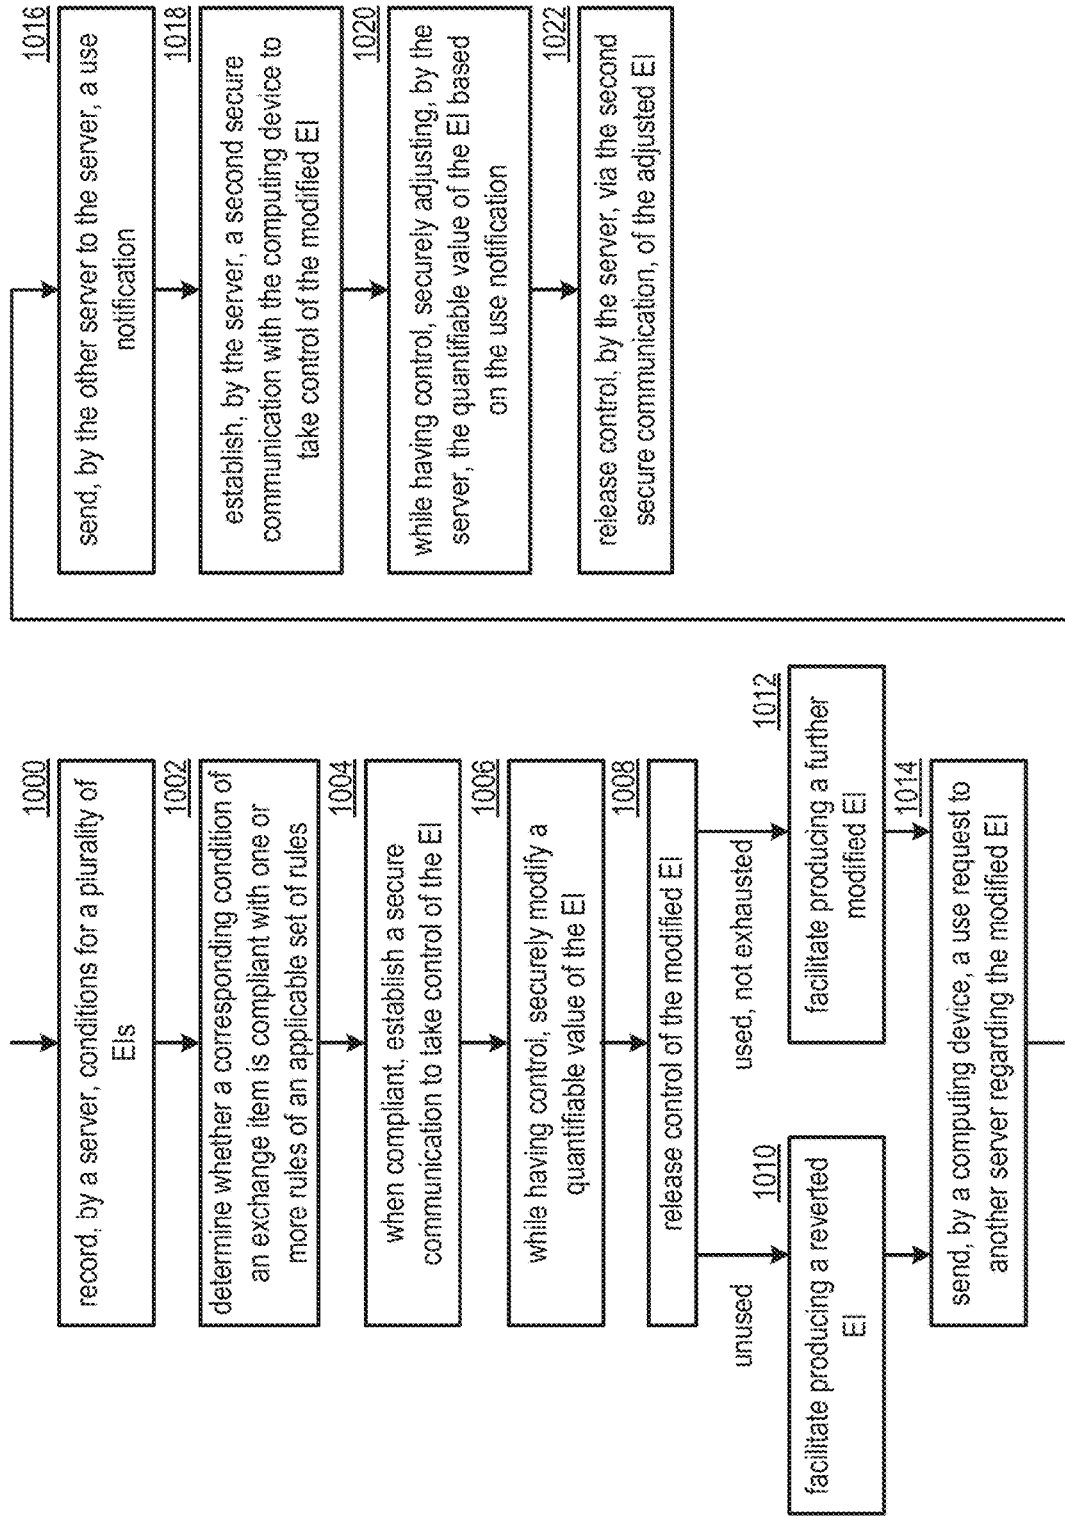 1000
record, by a server, conditions for a plurality of
EIs
1002
determine whether a corresponding condition of
an exchange item is compliant with one or
more rules of an applicable set of rules
1004
when compliant, establish a secure
communication to take control of the EI
1006
while having control, securely modify a
quantifiable value of the EI
1008
release control of the modified EI
unused
used, not exhausted
1010
facilitate producing a reverted
EI
1012
facilitate producing a further
modified EI
1014
send, by a computing device, a use request to
another server regarding the modified EI
1016
send, by the other server to the server, a use
notification
1018
establish, by the server, a second secure
communication with the computing device to
take control of the modified EI
1020
while having control, securely adjusting, by the
server, the quantifiable value of the EI based
on the use notification
1022
release control, by the server, via the second
secure communication, of the adjusted EI